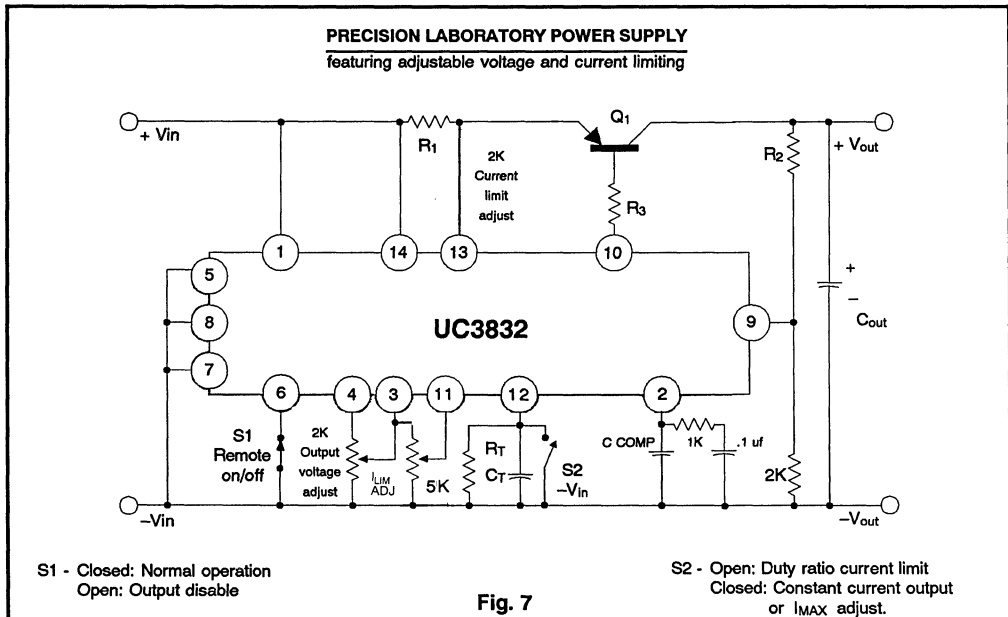 PRECISION LABORATORY POWER SUPPLY
featuring adjustable voltage and current limiting
+ Vin
R1
2K
Current
limit
adjust
Q1
R3
R2
+ Vout
1
14
13
10
5
8
7
UC3832
9
+
–
Cout
6
4
3
11
12
2
S1
Remote
on/off
2K
Output
voltage
adjust
ILIM
ADJ
5K
RT
CT
S2
–Vin
C COMP
1K
.1 uf
2K
–Vin
–Vout
S1 - Closed: Normal operation
Open: Output disable
S2 - Open: Duty ratio current limit
Closed: Constant current output
or IMAX adjust.
Fig. 7